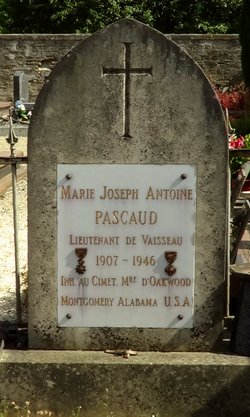 Marie Joseph Antoine
PASCAUD
Lieutenant de Vaisseau
1907 - 1946
Inh. au Cimet. Mre d'Oakwood
Montgomery Alabama U.S.A.